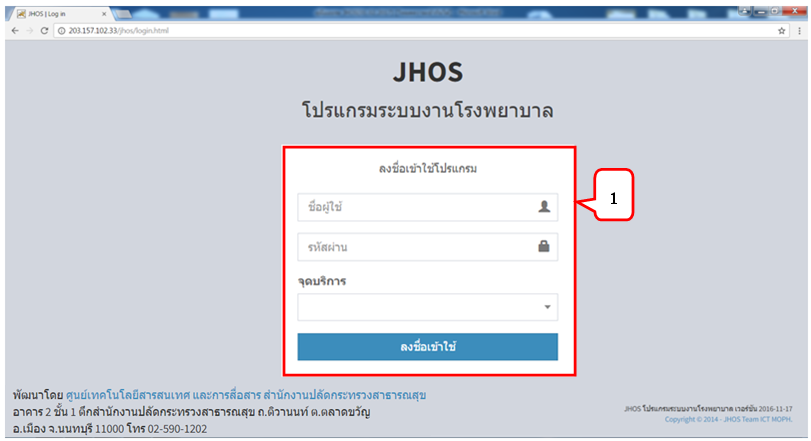 JHOS | Log in
203.157.102.33/jhos/login.html
JHOS
โปรแกรมระบบงานโรงพยาบาล
ลงชื่อเข้าใช้โปรแกรม
ชื่อผู้ใช้
1
รหัสผ่าน
จุดบริการ
ลงชื่อเข้าใช้
พัฒนาโดย ศูนย์เทคโนโลยีสารสนเทศ และการสื่อสาร สำนักงานปลัดกระทรวงสาธารณสุข
อาคาร 2 ชั้น 1 ตึกสำนักงานปลัดกระทรวงสาธารณสุข ถ.ติวานนท์ ต.ตลาดขวัญ
อ.เมือง จ.นนทบุรี 11000 โทร 02-590-1202
JHOS โปรแกรมระบบงานโรงพยาบาล เวอร์ชั่น 2016-11-17
Copyright © 2014 - JHOS Team ICT MOPH.